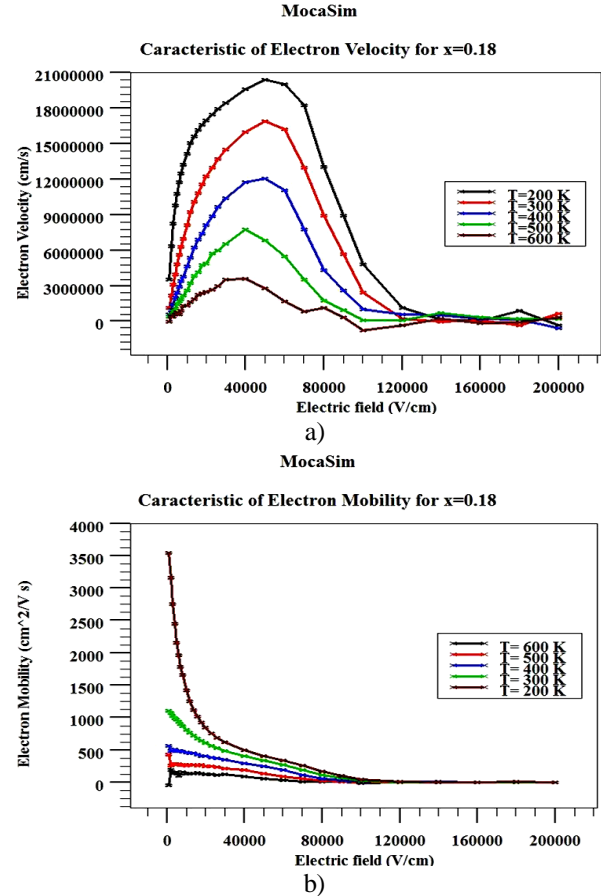 MocaSim
Caracteristic of Electron Velocity for x=0.18
21000000
18000000
15000000
12000000
9000000
6000000
3000000
0
Electron Velocity (cm/s)
T=200 K
T=300 K
T=400 K
T=500 K
T=600 K
0 40000 80000 120000 160000 200000
Electric field (V/cm)
a)
MocaSim
Caracteristic of Electron Mobility for x=0.18
4000
3500
3000
2500
2000
1500
1000
500
0
Electron Mobility (cm^2/V s)
T= 600 K
T= 500 K
T= 400 K
T= 300 K
T= 200 K
0 40000 80000 120000 160000 200000
Electric field (V/cm)
b)